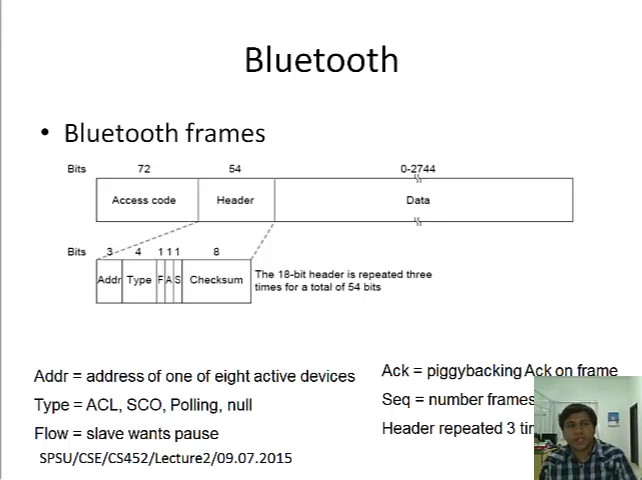 Bluetooth
• Bluetooth frames
Bits 72 54 0-2744
Access code Header Data
Bits 3 4 1 1 1 8
Addr Type F A S Checksum
The 18-bit header is repeated three
times for a total of 54 bits
Addr = address of one of eight active devices
Type = ACL, SCO, Polling, null
Flow = slave wants pause
Ack = piggybacking Ack on frame
Seq = number frames
Header repeated 3
SPSU/CSE/CS452/Lecture2/09.07.2015